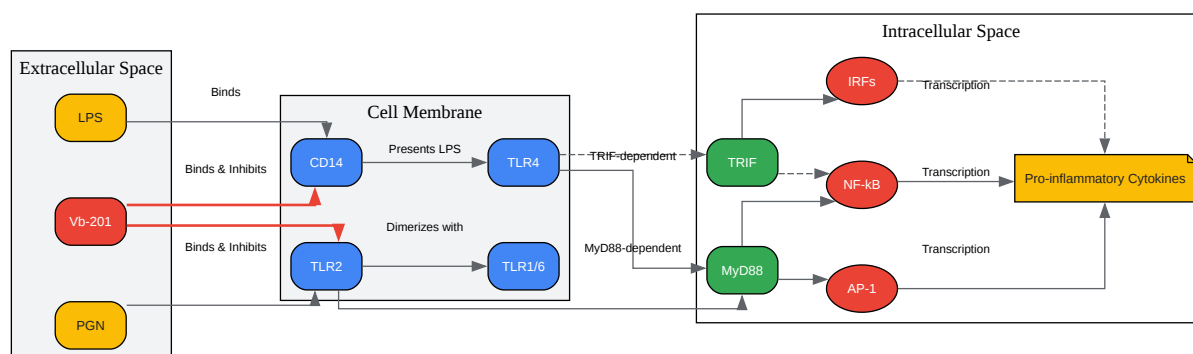 Extracellular Space
LPS
Vb-201
PGN
Binds
Binds & Inhibits
Binds & Inhibits
Cell Membrane
CD14
Presents LPS
TLR4
Dimerizes with
TLR2
TLR1/6
TRIF-dependent
MyD88-dependent
Intracellular Space
IRFs
Transcription
TRIF
NF-kB
Transcription
Pro-inflammatory Cytokines
MyD88
Transcription
AP-1